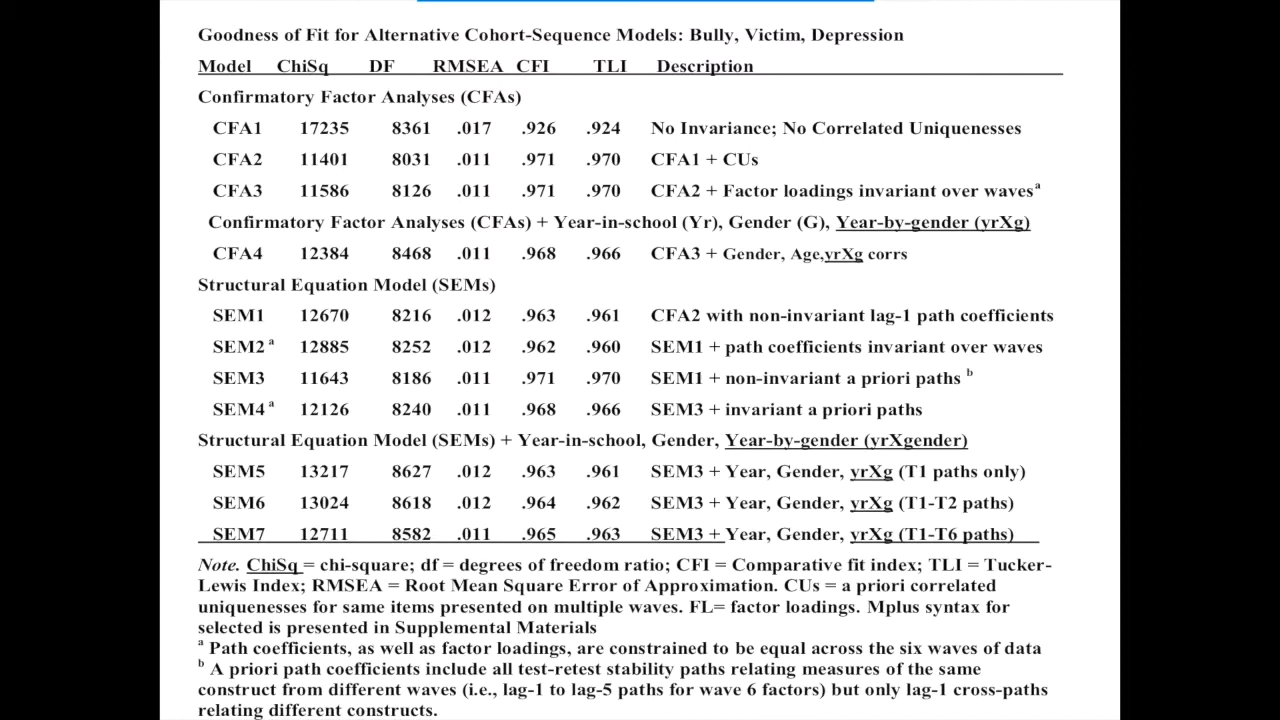 Goodness of Fit for Alternative Cohort-Sequence Models: Bully, Victim, Depression
Model ChiSq DF RMSEA CFI TLI Description
Confirmatory Factor Analyses (CFAs)
CFA1 17235 8361 .017 .926 .924 No Invariance; No Correlated Uniquenesses
CFA2 11401 8031 .011 .971 .970 CFA1 + CUs
CFA3 11586 8126 .011 .971 .970 CFA2 + Factor loadings invariant over waves a
Confirmatory Factor Analyses (CFAs) + Year-in-school (Yr), Gender (G), Year-by-gender (yrXg)
CFA4 12384 8468 .011 .968 .966 CFA3 + Gender, Age,yrXg corrs
Structural Equation Model (SEMs)
SEM1 12670 8216 .012 .963 .961 CFA2 with non-invariant lag-1 path coefficients
SEM2 a 12885 8252 .012 .962 .960 SEM1 + path coefficients invariant over waves
SEM3 11643 8186 .011 .971 .970 SEM1 + non-invariant a priori paths b
SEM4 a 12126 8240 .011 .968 .966 SEM3 + invariant a priori paths
Structural Equation Model (SEMs) + Year-in-school, Gender, Year-by-gender (yrXgender)
SEM5 13217 8627 .012 .963 .961 SEM3 + Year, Gender, yrXg (T1 paths only)
SEM6 13024 8618 .012 .964 .962 SEM3 + Year, Gender, yrXg (T1-T2 paths)
SEM7 12711 8582 .011 .965 .963 SEM3 + Year, Gender, yrXg (T1-T6 paths)
Note. ChiSq = chi-square; df = degrees of freedom ratio; CFI = Comparative fit index; TLI = Tucker-
Lewis Index; RMSEA = Root Mean Square Error of Approximation. CUs = a priori correlated
uniquenesses for same items presented on multiple waves. FL= factor loadings. Mplus syntax for
selected is presented in Supplemental Materials
a Path coefficients, as well as factor loadings, are constrained to be equal across the six waves of data
b A priori path coefficients include all test-retest stability paths relating measures of the same
construct from different waves (i.e., lag-1 to lag-5 paths for wave 6 factors) but only lag-1 cross-paths
relating different constructs.